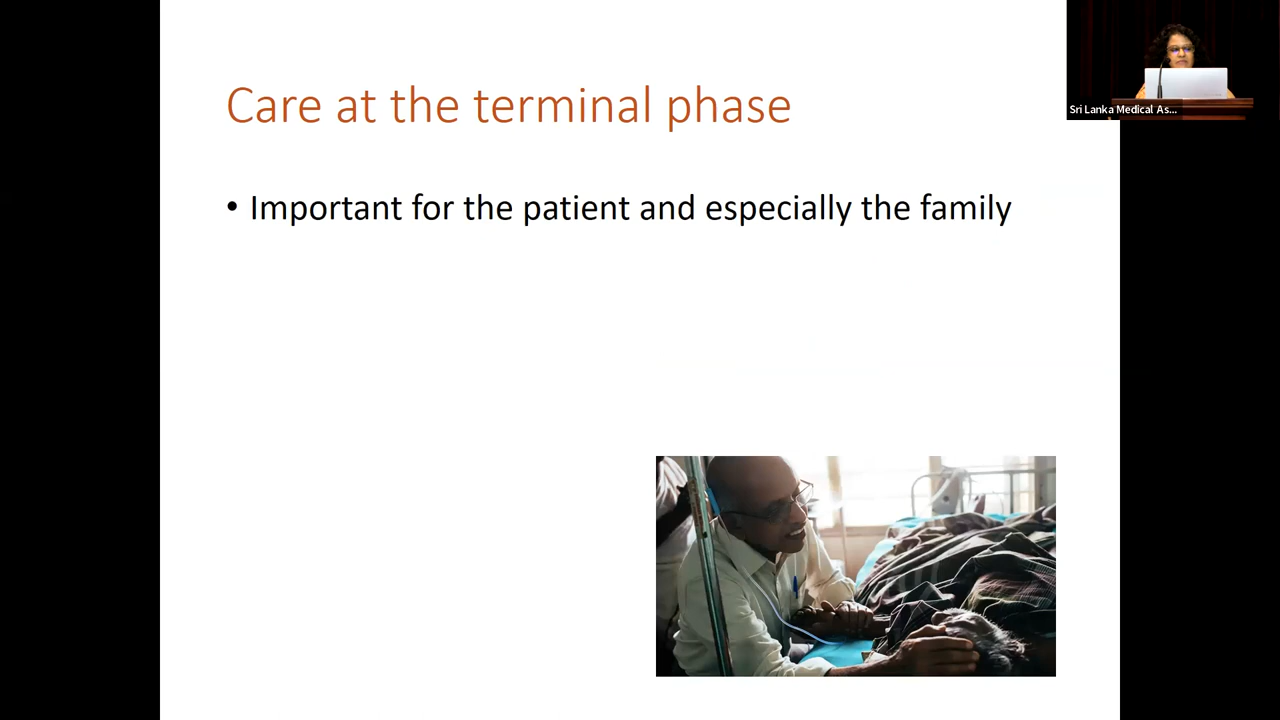 Care at the terminal phase
• Important for the patient and especially the family
Sri Lanka Medical As...